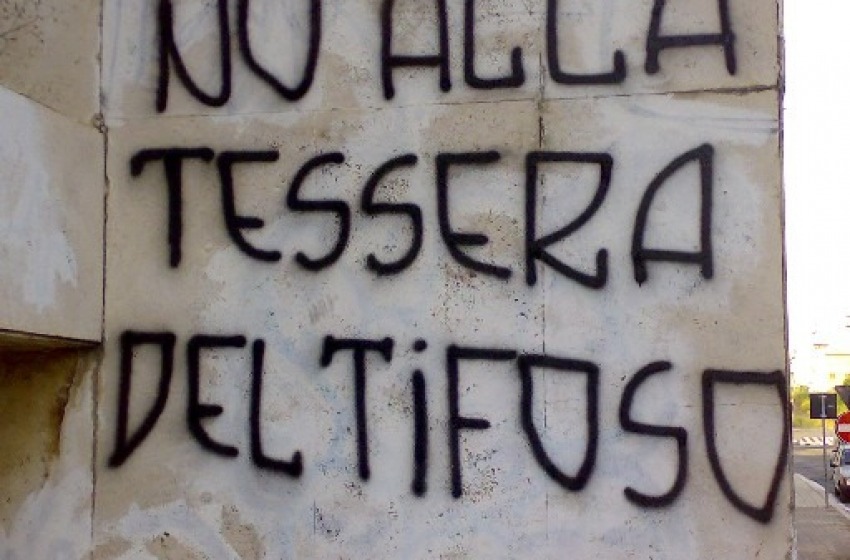 NO ALLA
TESSERA
DEL TiFOSO